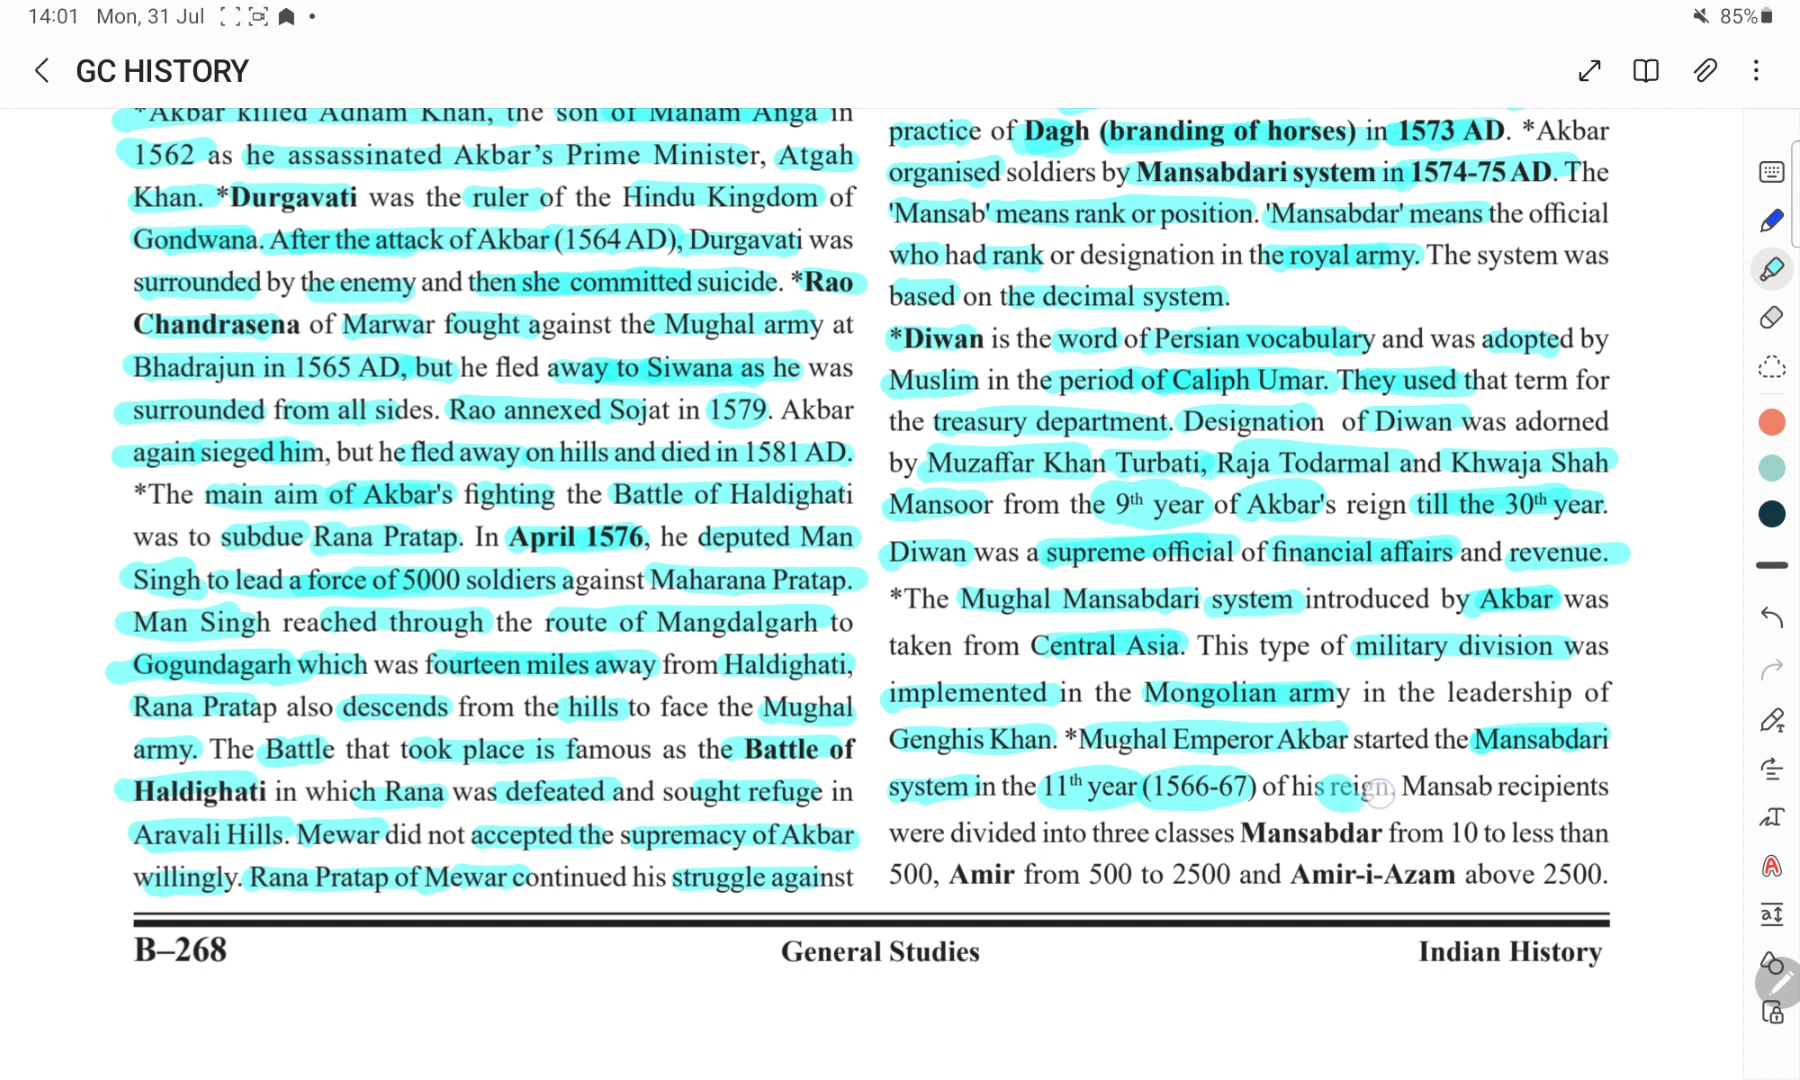 14:01 Mon, 31 Jul
85%
GC HISTORY
*Akbar killed Adham Khan, the son of Maham Anga in
1562 as he assassinated Akbar's Prime Minister, Atgah
Khan. *Durgavati was the ruler of the Hindu Kingdom of
Gondwana. After the attack of Akbar (1564 AD), Durgavati was
surrounded by the enemy and then she committed suicide. *Rao
Chandrasena of Marwar fought against the Mughal army at
Bhadrajun in 1565 AD, but he fled away to Siwana as he was
surrounded from all sides. Rao annexed Sojat in 1579. Akbar
again sieged him, but he fled away on hills and died in 1581 AD.
*The main aim of Akbar's fighting the Battle of Haldighati
was to subdue Rana Pratap. In April 1576, he deputed Man
Singh to lead a force of 5000 soldiers against Maharana Pratap.
Man Singh reached through the route of Mangdalgarh to
Gogundagarh which was fourteen miles away from Haldighati,
Rana Pratap also descends from the hills to face the Mughal
army. The Battle that took place is famous as the Battle of
Haldighati in which Rana was defeated and sought refuge in
Aravali Hills. Mewar did not accepted the supremacy of Akbar
willingly. Rana Pratap of Mewar continued his struggle against
practice of Dagh (branding of horses) in 1573 AD. *Akbar
organised soldiers by Mansabdari system in 1574-75 AD. The
'Mansab' means rank or position. 'Mansabdar' means the official
who had rank or designation in the royal army. The system was
based on the decimal system.
*Diwan is the word of Persian vocabulary and was adopted by
Muslim in the period of Caliph Umar. They used that term for
the treasury department. Designation of Diwan was adorned
by Muzaffar Khan Turbati, Raja Todarmal and Khwaja Shah
Mansoor from the 9th year of Akbar's reign till the 30th year.
Diwan was a supreme official of financial affairs and revenue.
*The Mughal Mansabdari system introduced by Akbar was
taken from Central Asia. This type of military division was
implemented in the Mongolian army in the leadership of
Genghis Khan. *Mughal Emperor Akbar started the Mansabdari
system in the 11th year (1566-67) of his reign. Mansab recipients
were divided into three classes Mansabdar from 10 to less than
500, Amir from 500 to 2500 and Amir-i-Azam above 2500.
B–268 General Studies Indian History